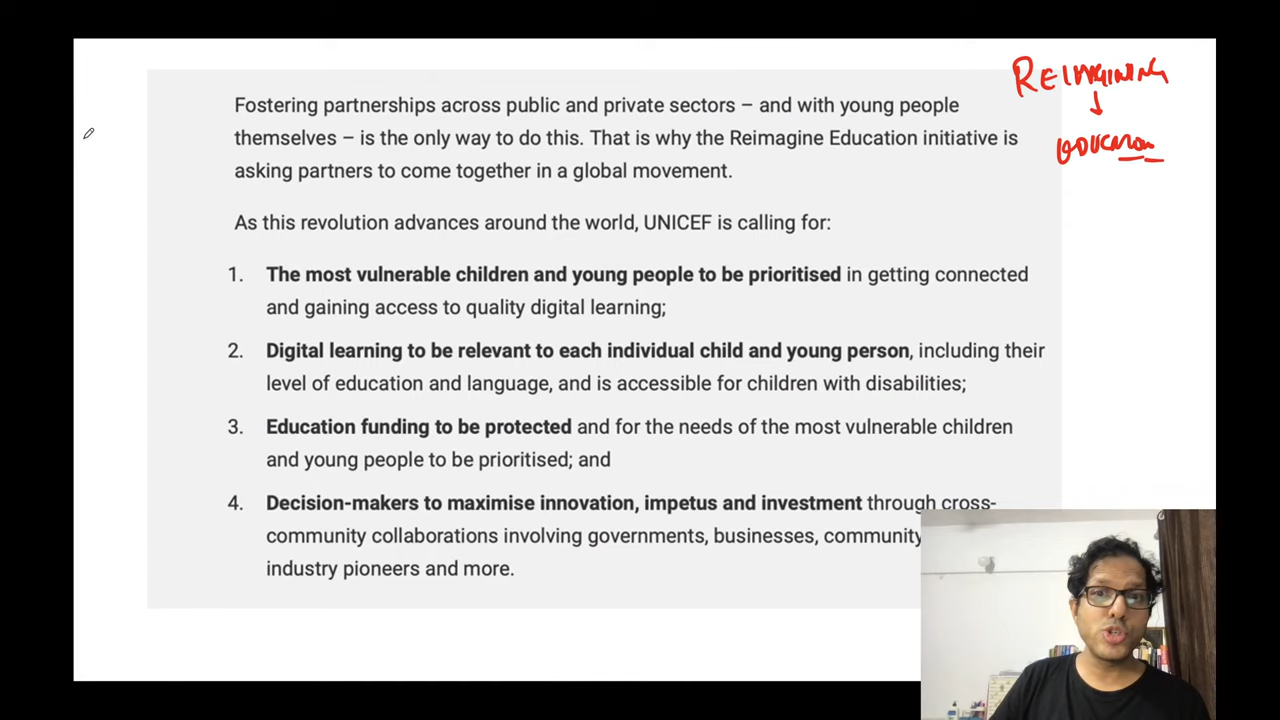 REIMAGINING
↓
EDUCATION
Fostering partnerships across public and private sectors – and with young people
themselves – is the only way to do this. That is why the Reimagine Education initiative is
asking partners to come together in a global movement.
As this revolution advances around the world, UNICEF is calling for:
1. The most vulnerable children and young people to be prioritised in getting connected
and gaining access to quality digital learning;
2. Digital learning to be relevant to each individual child and young person, including their
level of education and language, and is accessible for children with disabilities;
3. Education funding to be protected and for the needs of the most vulnerable children
and young people to be prioritised; and
4. Decision-makers to maximise innovation, impetus and investment through cross-
community collaborations involving governments, businesses, community
industry pioneers and more.